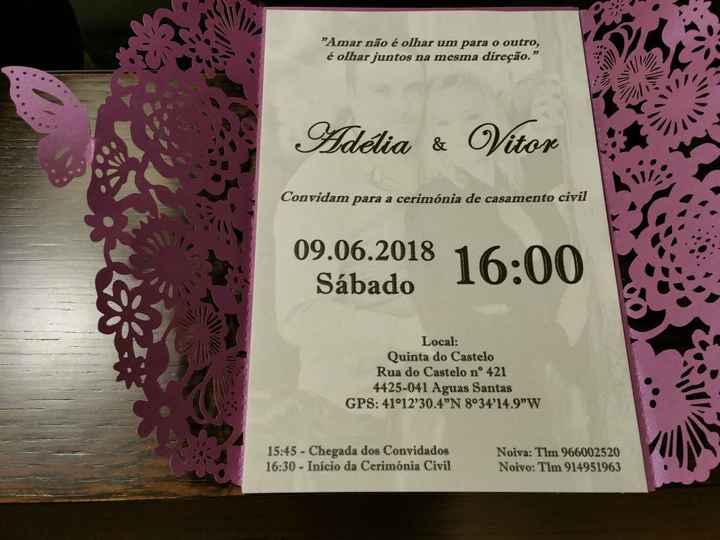 "Amar não é olhar um para o outro,
é olhar juntos na mesma direção."
Adélia & Vitor
Convidam para a cerimónia de casamento civil
09.06.2018
Sábado
16:00
Local:
Quinta do Castelo
Rua do Castelo nº 421
4425-041 Aguas Santas
GPS: 41°12'30.4"N 8°34'14.9"W
15:45 - Chegada dos Convidados
16:30 - Início da Cerimónia Civil
Noiva: Tlm 966002520
Noivo: Tlm 914951963